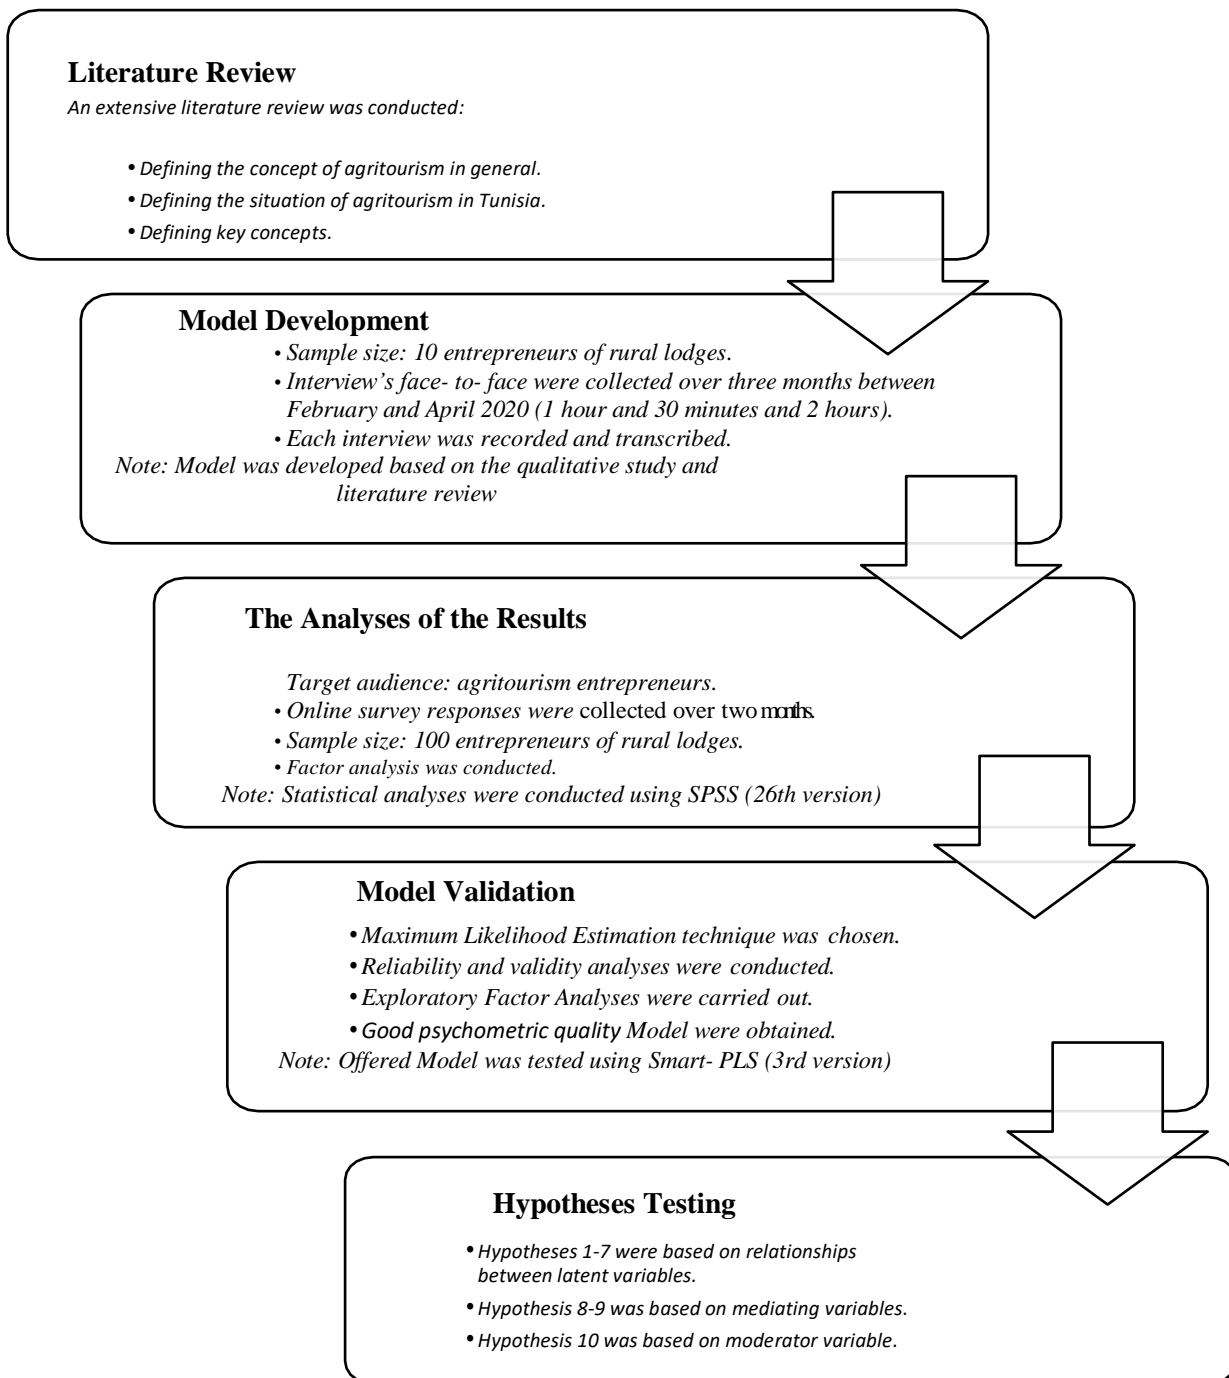 Literature Review
An extensive literature review was conducted:
• Defining the concept of agritourism in general.
• Defining the situation of agritourism in Tunisia.
• Defining key concepts.
Model Development
• Sample size: 10 entrepreneurs of rural lodges.
• Interview's face- to- face were collected over three months between
February and April 2020 (1 hour and 30 minutes and 2 hours).
• Each interview was recorded and transcribed.
Note: Model was developed based on the qualitative study and
literature review
The Analyses of the Results
Target audience: agritourism entrepreneurs.
• Online survey responses were collected over two months.
• Sample size: 100 entrepreneurs of rural lodges.
• Factor analysis was conducted.
Note: Statistical analyses were conducted using SPSS (26th version)
Model Validation
• Maximum Likelihood Estimation technique was chosen.
• Reliability and validity analyses were conducted.
• Exploratory Factor Analyses were carried out.
• Good psychometric quality Model were obtained.
Note: Offered Model was tested using Smart- PLS (3rd version)
Hypotheses Testing
• Hypotheses 1-7 were based on relationships
between latent variables.
• Hypothesis 8-9 was based on mediating variables.
• Hypothesis 10 was based on moderator variable.